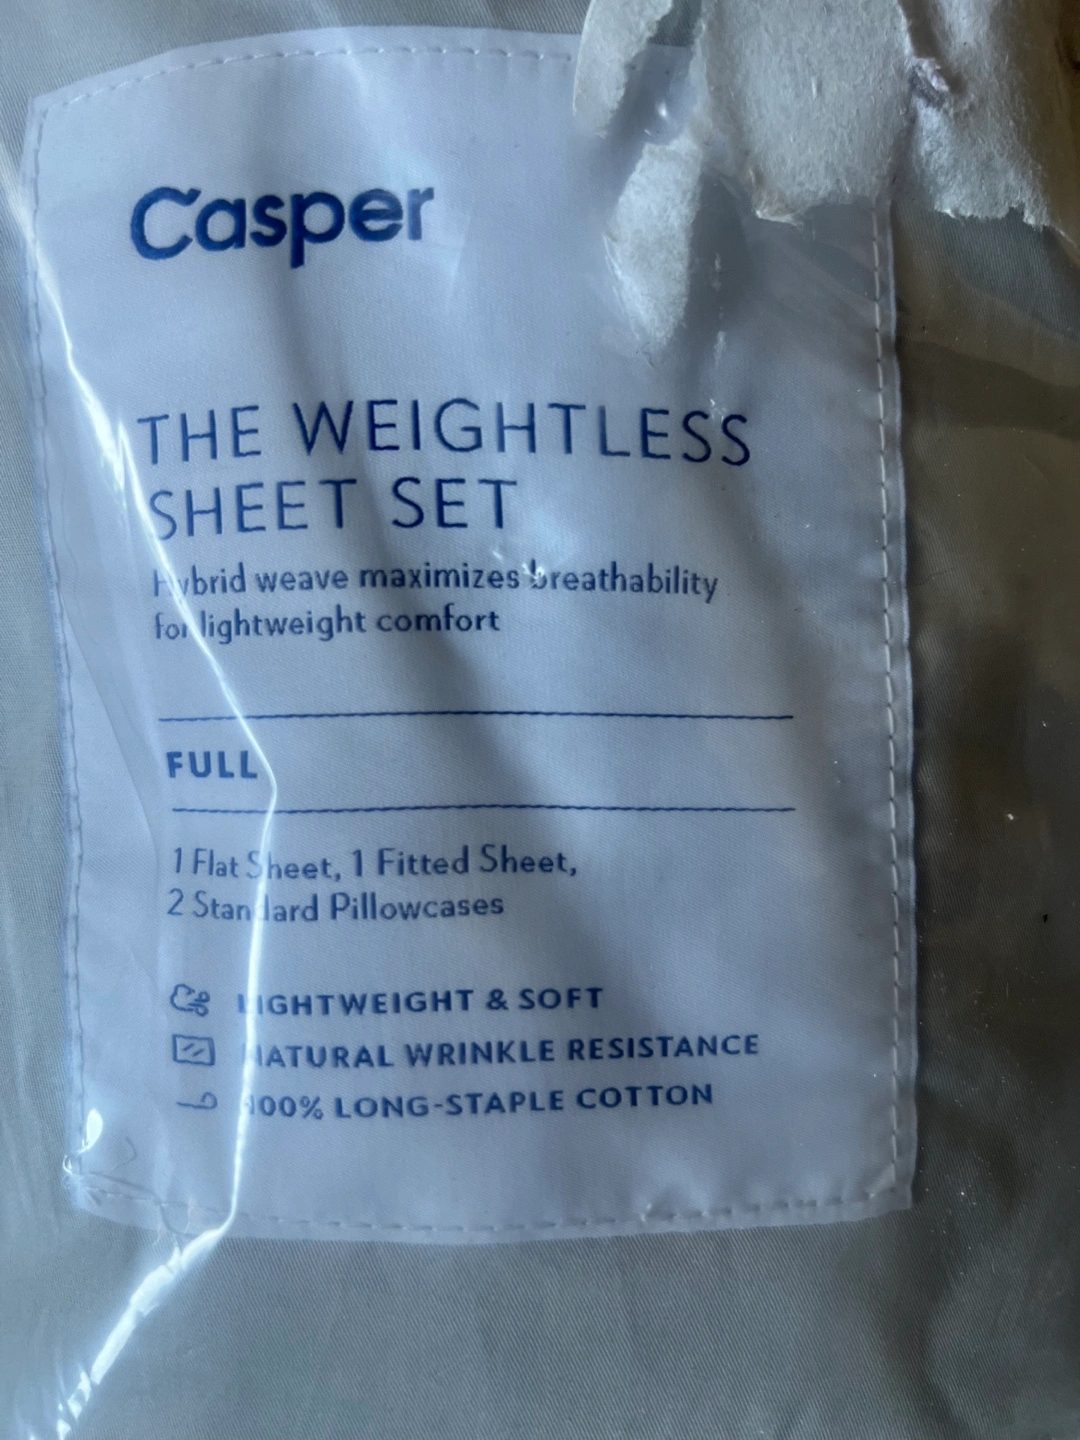 Casper
THE WEIGHTLESS
SHEET SET
Hybrid weave maximizes breathability
for lightweight comfort
FULL
1 Flat Sheet, 1 Fitted Sheet,
2 Standard Pillowcases
LIGHTWEIGHT & SOFT
NATURAL WRINKLE RESISTANCE
100% LONG-STAPLE COTTON